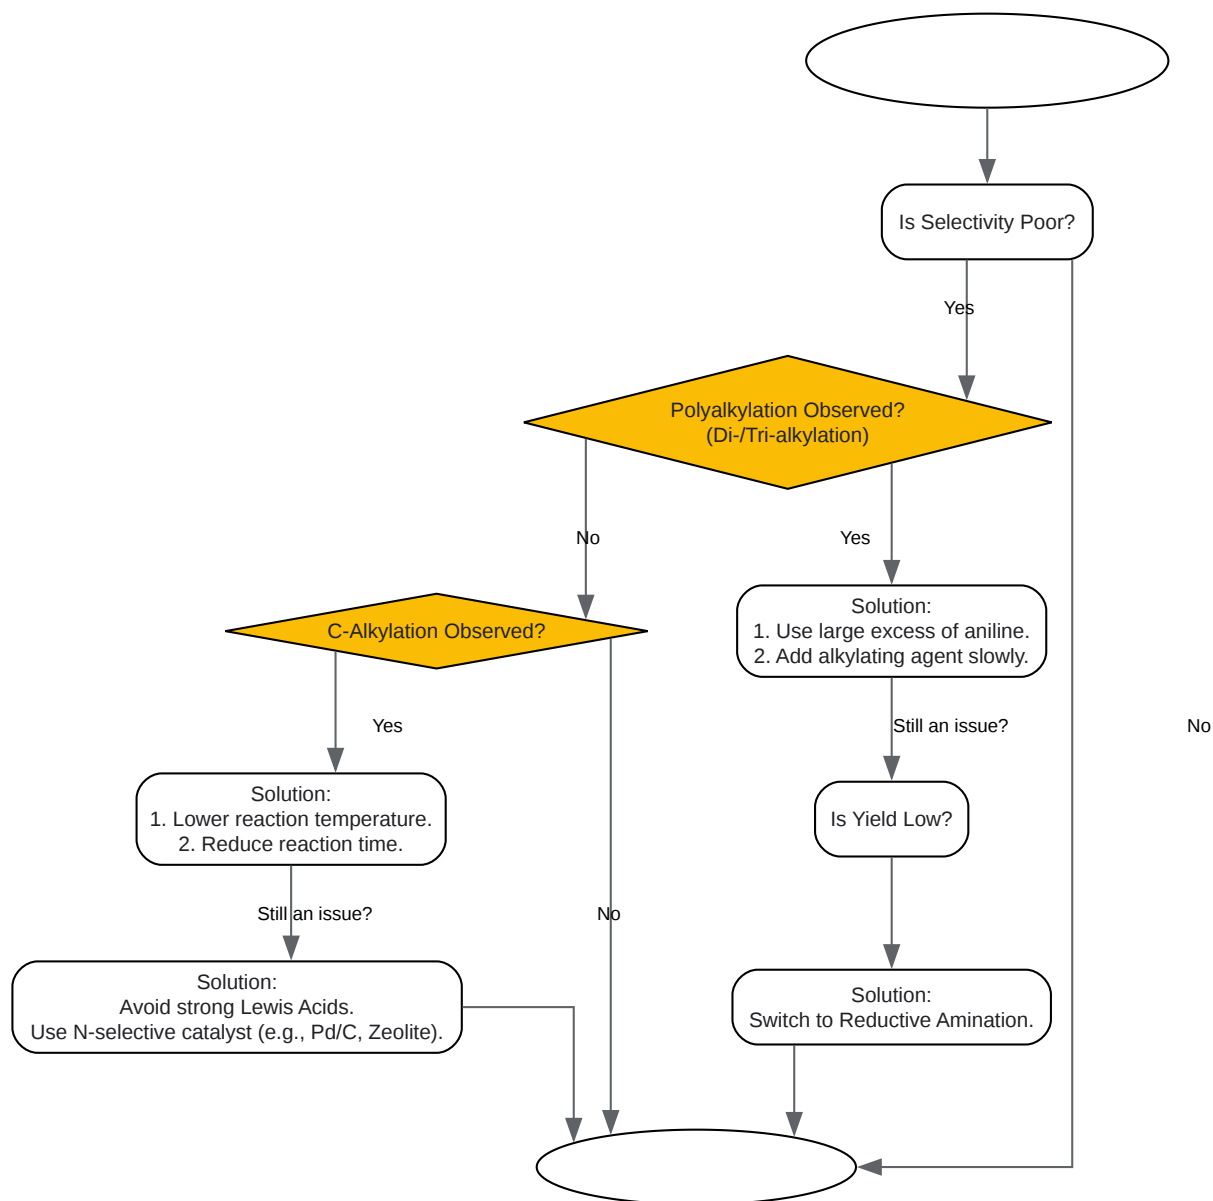 Is Selectivity Poor?
Yes
Polyalkylation Observed?
(Di-/Tri-alkylation)
No
Yes
Solution:
1. Use large excess of aniline.
2. Add alkylating agent slowly.
C-Alkylation Observed?
Yes
Still an issue?
No
Solution:
1. Lower reaction temperature.
2. Reduce reaction time.
Is Yield Low?
Still an issue?
No
Solution:
Avoid strong Lewis Acids.
Use N-selective catalyst (e.g., Pd/C, Zeolite).
Solution:
Switch to Reductive Amination.